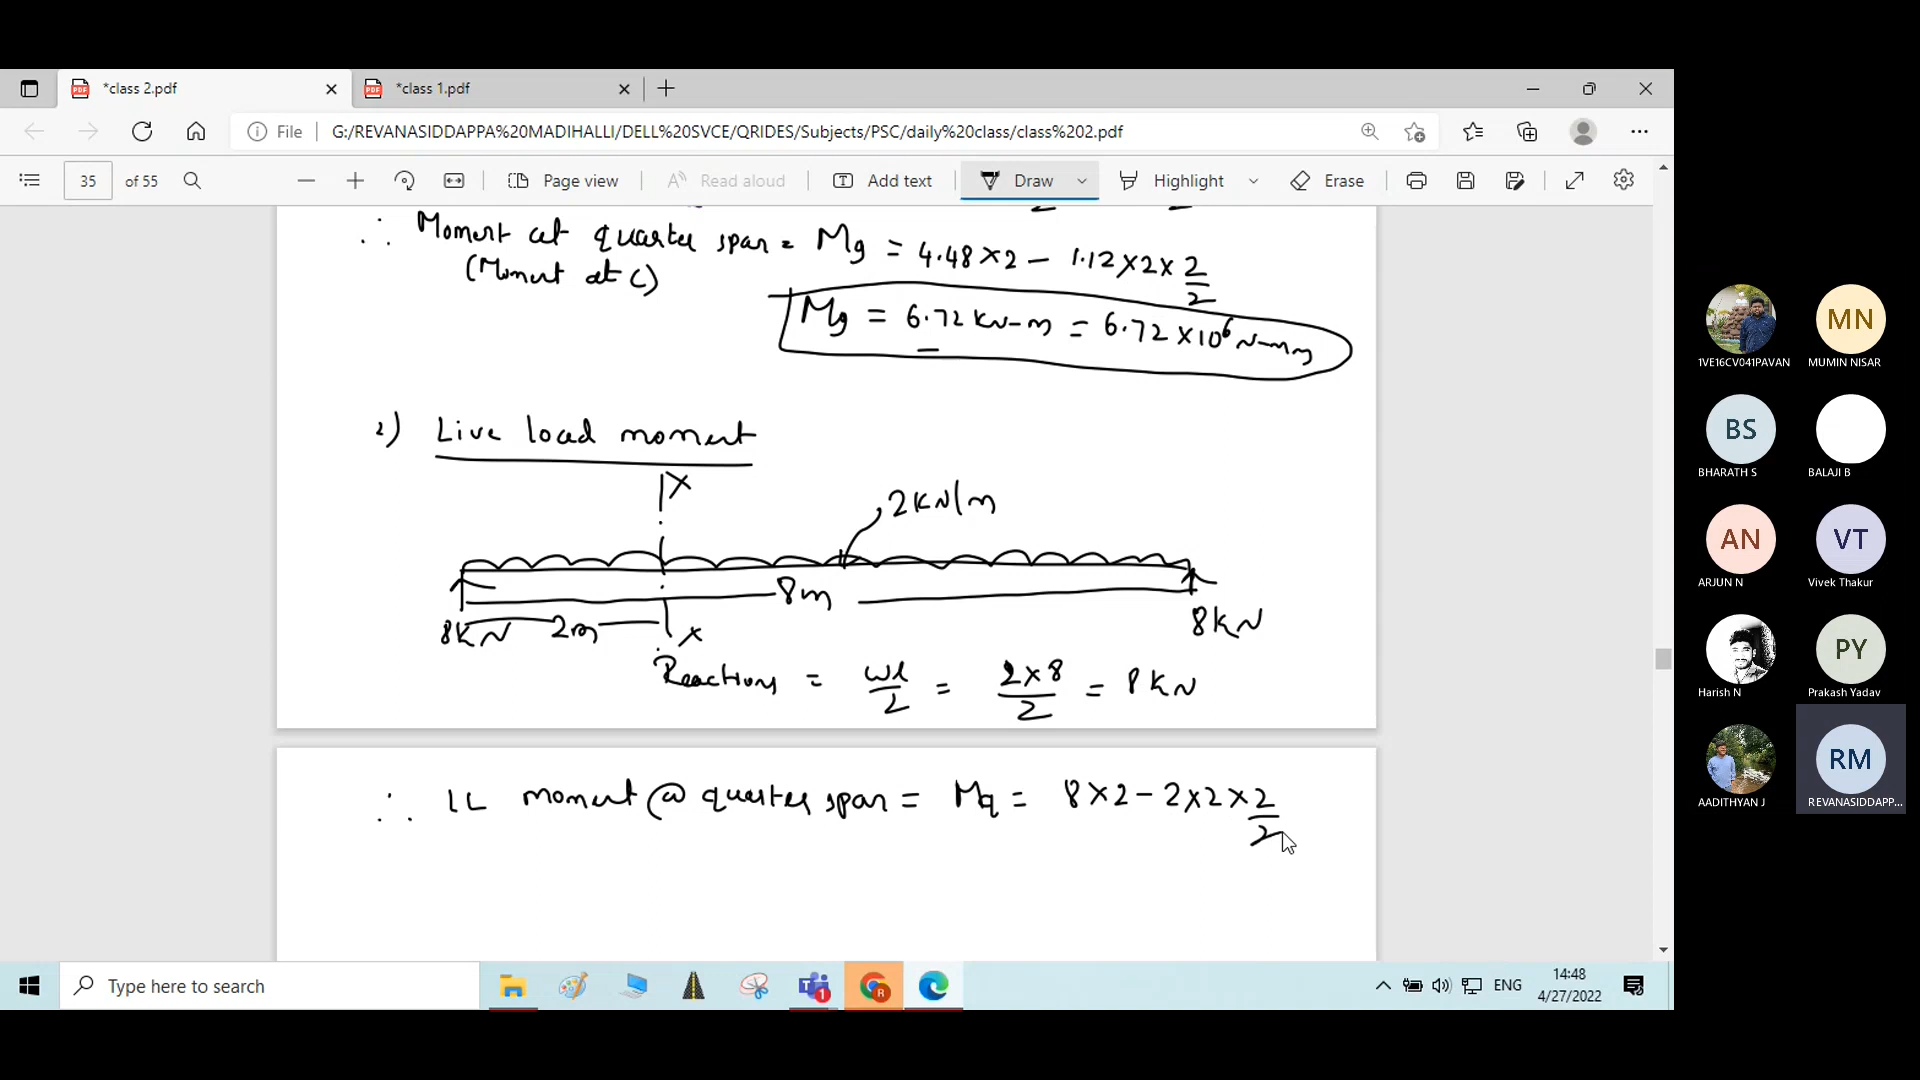 *class 2.pdf
*class 1.pdf
File
G:/REVANASIDDAPPA%20MADIHALLI/DELL%20SVCE/QRIDES/Subjects/PSC/daily%20class/class%202.pdf
35 of 55
Page view
Read aloud
Add text
Draw
Highlight
Erase
∴ Moment at quarter span = Mg = 4.48×2 – 1.12×2×2/2
(Moment at C)
Mg = 6.72 KN-m = 6.72×10⁶ N-mm
2) Live load moment
X
2KN/m
8m
8KN 2m X 8KN
Reactions = wl/2 = 2×8/2 = 8KN
∴ LL moment @ quarter span = Mq = 8×2 – 2×2×2/2
1VE16CV041PAVAN
MN
MUMIN NISAR
BS
BHARATH S
BALAJI B
AN
ARJUN N
VT
Vivek Thakur
Harish N
PY
Prakash Yadav
AADITHYAN J
RM
REVANASIDDAPP...
Type here to search
1
R
ENG
14:48
4/27/2022